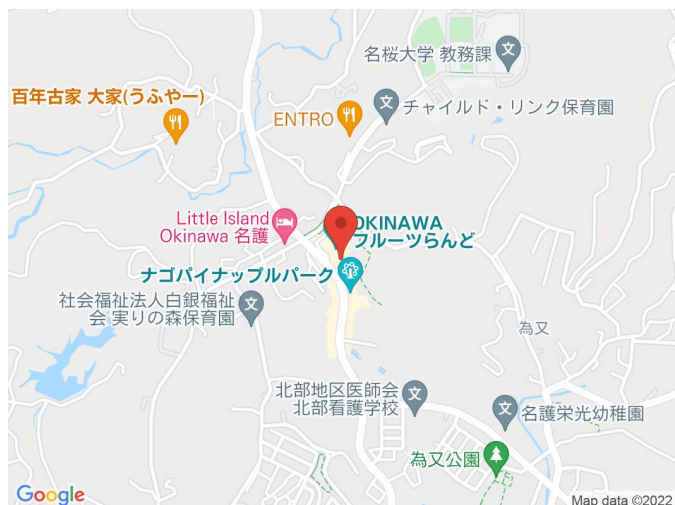 名桜大学 教務課
百年古家 大家(うふやー)
チャイルド・リンク保育園
ENTRO
Little Island
Okinawa 名護
OKINAWA
フルーツらんど
ナゴパイナップルパーク
社会福祉法人白銀福祉
会 実りの森保育園
為又
北部地区医師会
北部看護学校
名護栄光幼稚園
為又公園
Google
Map data ©2022